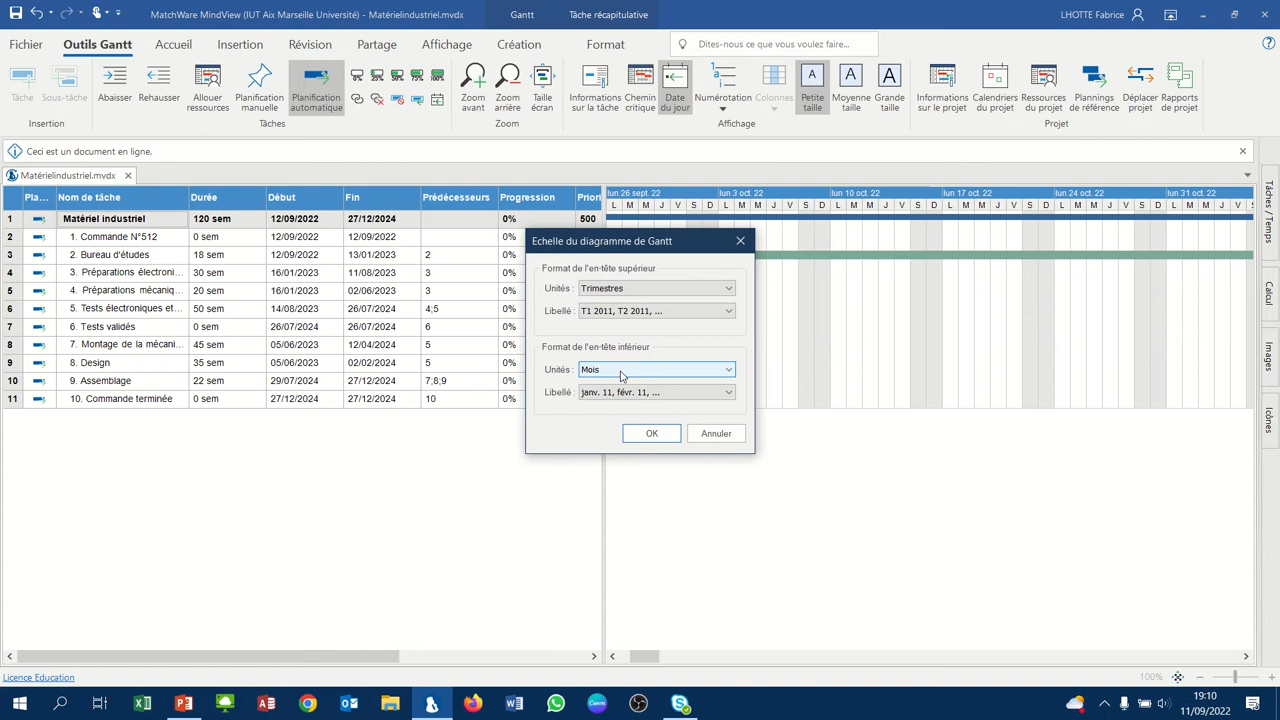 MatchWare MindView (IUT Aix Marseille Université) - Matérielindustriel.mvdx
Gantt
Tâche récapitulative
LHOTTE Fabrice
Fichier
Outils Gantt
Accueil
Insertion
Révision
Partage
Affichage
Création
Format
Dites-nous ce que vous voulez faire...
Tâche
Sous-tâche
Abaisser
Rehausser
Allouer ressources
Planification manuelle
Planification automatique
Zoom avant
Zoom arrière
Taille écran
Informations sur la tâche
Chemin critique
Date du jour
Numérotation
Colonnes
Petite taille
Moyenne taille
Grande taille
Informations sur le projet
Calendriers du projet
Ressources du projet
Plannings de référence
Déplacer projet
Rapports de projet
Insertion
Tâches
Zoom
Affichage
Projet
Ceci est un document en ligne.
Matérielindustriel.mvdx
Pla... Nom de tâche Durée Début Fin Prédécesseurs Progression Priori
lun 26 sept. 22 lun 3 oct. 22 lun 10 oct. 22 lun 17 oct. 22 lun 24 oct. 22 lun 31 oct. 22
L M M J V S D L M M J V S D L M M J V S D L M M J V S D L M M J V S D L M M J V S
1 Matériel industriel 120 sem 12/09/2022 27/12/2024 0% 500
2 1. Commande N°512 0 sem 12/09/2022 12/09/2022 0%
3 2. Bureau d'études 18 sem 12/09/2022 13/01/2023 2 0%
4 3. Préparations électroni... 30 sem 16/01/2023 11/08/2023 3 0%
5 4. Préparations mécaniq... 20 sem 16/01/2023 02/06/2023 3 0%
6 5. Tests électroniques et... 50 sem 14/08/2023 26/07/2024 4;5 0%
7 6. Tests validés 0 sem 26/07/2024 26/07/2024 6 0%
8 7. Montage de la mécani... 45 sem 05/06/2023 12/04/2024 5 0%
9 8. Design 35 sem 05/06/2023 02/02/2024 5 0%
10 9. Assemblage 22 sem 29/07/2024 27/12/2024 7;8;9 0%
11 10. Commande terminée 0 sem 27/12/2024 27/12/2024 10 0%
Echelle du diagramme de Gantt
Format de l'en-tête supérieur
Unités : Trimestres
Libellé : T1 2011, T2 2011, ...
Format de l'en-tête inférieur
Unités : Mois
Libellé : janv. 11, févr. 11, ...
OK
Annuler
Tâches / Temps
Calcul
Images
Icônes
Licence Education
100%
19:10
11/09/2022